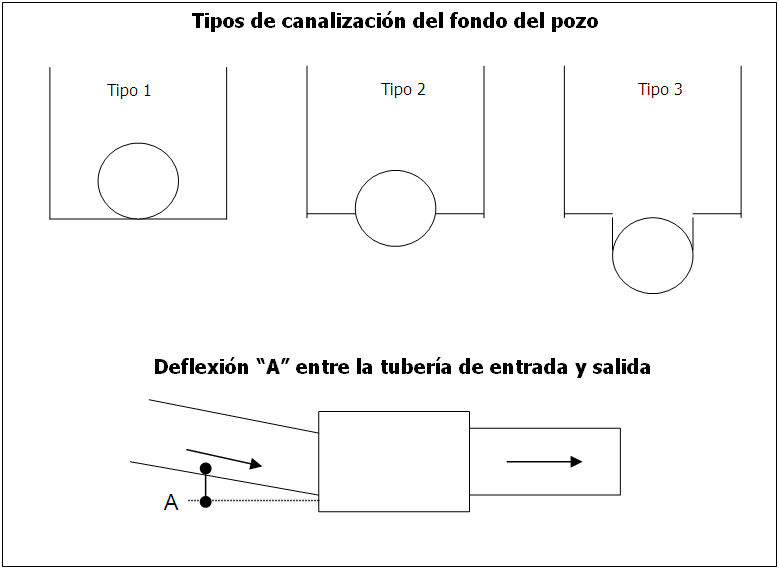 Tipos de canalización del fondo del pozo
Tipo 1
Tipo 2
Tipo 3
Deflexión “A” entre la tubería de entrada y salida
A